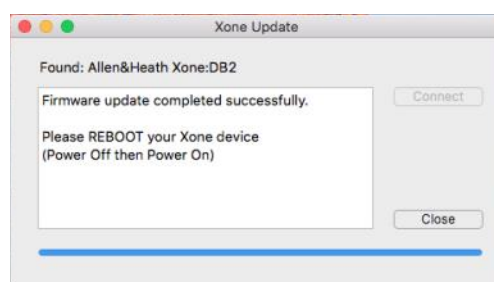 Xone Update
Found: Allen&Heath Xone:DB2
Firmware update completed successfully.
Connect
Please REBOOT your Xone device
(Power Off then Power On)
Close